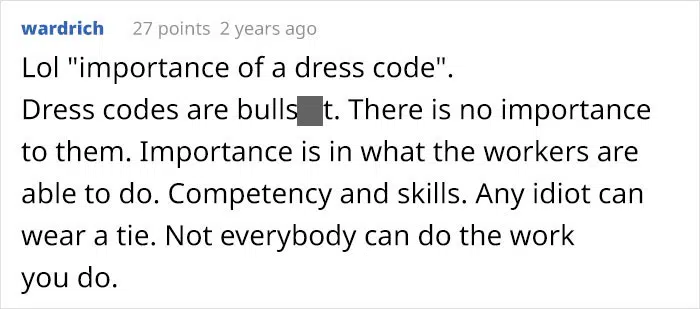 wardrich 27 points 2 years ago
Lol "importance of a dress code".
Dress codes are bulls t. There is no importance
to them. Importance is in what the workers are
able to do. Competency and skills. Any idiot can
wear a tie. Not everybody can do the work
you do.